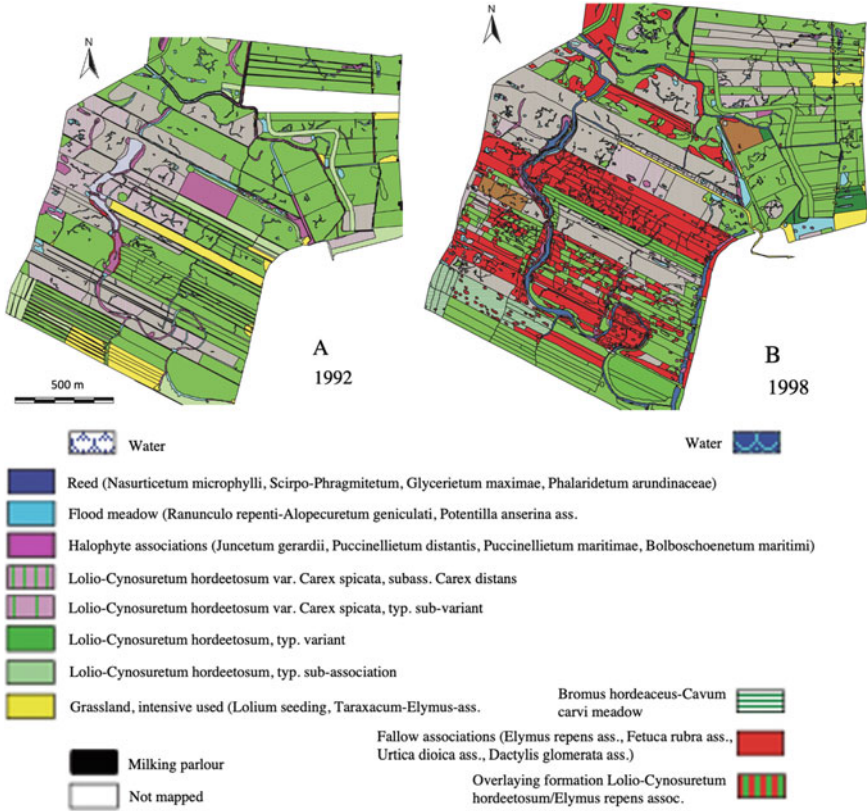 N
N
A
1992
B
1998
500 m
Water
Water
Reed (Nasurticetum microphylli, Scirpo-Phragmitetum, Glycerietum maximae, Phalaridetum arundinaceae)
Flood meadow (Ranunculo repenti-Alopecuretum geniculati, Potentilla anserina ass.
Halophyte associations (Juncetum gerardii, Puccinellietum distantis, Puccinellietum maritimae, Bolboschoenetum maritimi)
Lolio-Cynosuretum hordeetosum var. Carex spicata, subass. Carex distans
Lolio-Cynosuretum hordeetosum var. Carex spicata, typ. sub-variant
Lolio-Cynosuretum hordeetosum, typ. variant
Lolio-Cynosuretum hordeetosum, typ. sub-association
Grassland, intensive used (Lolium seeding, Taraxacum-Elymus-ass.
Bromus hordeaceus-Cavum
carvi meadow
Fallow associations (Elymus repens ass., Fetuca rubra ass.,
Urtica dioica ass., Dactylis glomerata ass.)
Milking parlour
Not mapped
Overlaying formation Lolio-Cynosuretum
hordeetosum/Elymus repens assoc.